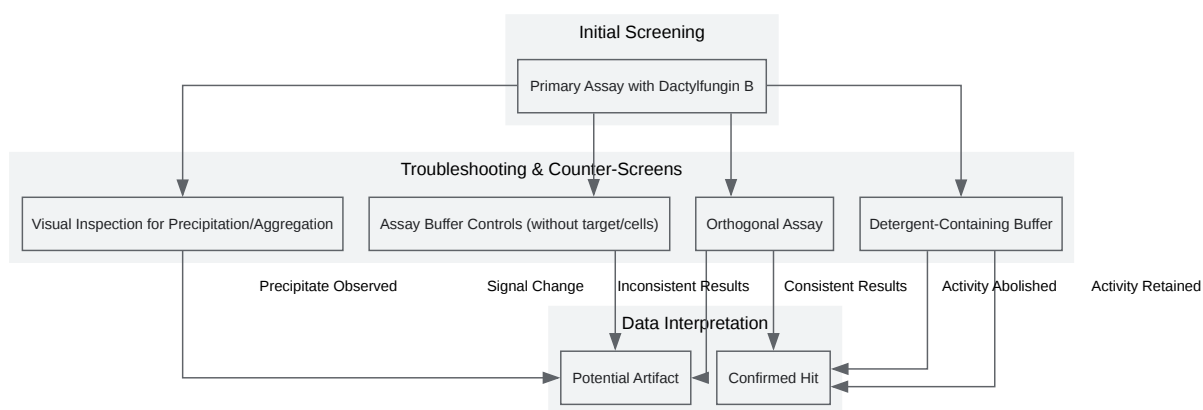 Initial Screening
Primary Assay with Dactylfungin B
Troubleshooting & Counter-Screens
Visual Inspection for Precipitation/Aggregation
Assay Buffer Controls (without target/cells)
Orthogonal Assay
Detergent-Containing Buffer
Precipitate Observed
Signal Change
Inconsistent Results
Consistent Results
Activity Abolished
Activity Retained
Data Interpretation
Potential Artifact
Confirmed Hit